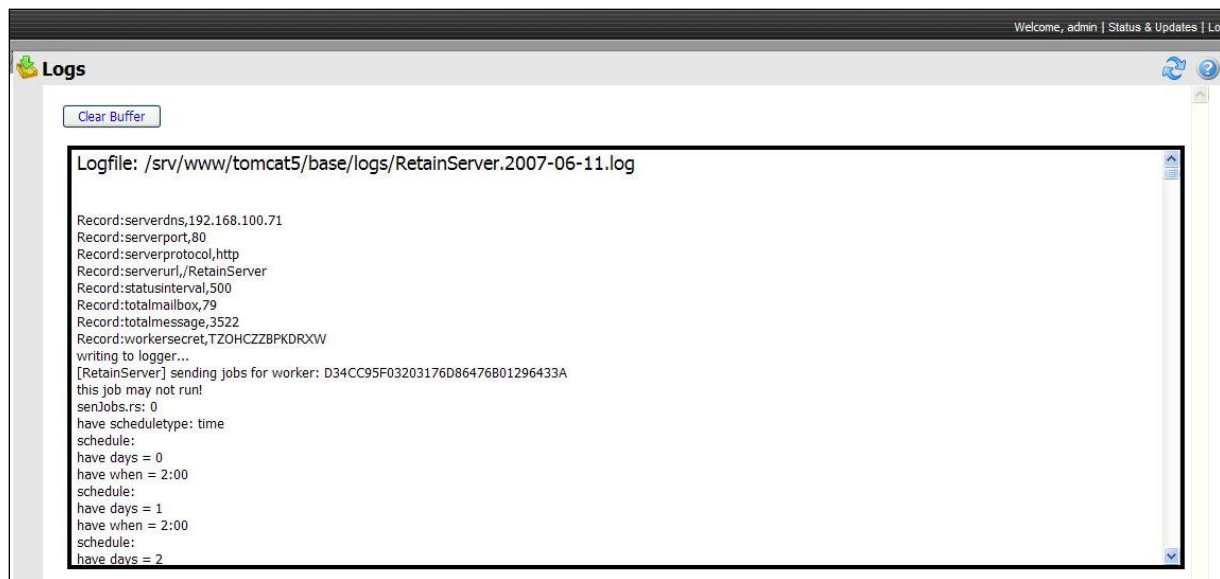 Welcome, admin | Status & Updates | Lo
Logs
Clear Buffer
Logfile: /srv/www/tomcat5/base/logs/RetainServer.2007-06-11.log
Record:serverdns,192.168.100.71
Record:serverport,80
Record:serverprotocol,http
Record:serverurl,/RetainServer
Record:statusinterval,500
Record:totalmailbox,79
Record:totalmessage,3522
Record:workersecret,TZOHCZZBPKDRXW
writing to logger...
[RetainServer] sending jobs for worker: D34CC95F03203176D86476B01296433A
this job may not run!
senJobs.rs: 0
have scheduletype: time
schedule:
have days = 0
have when = 2:00
schedule:
have days = 1
have when = 2:00
schedule:
have days = 2